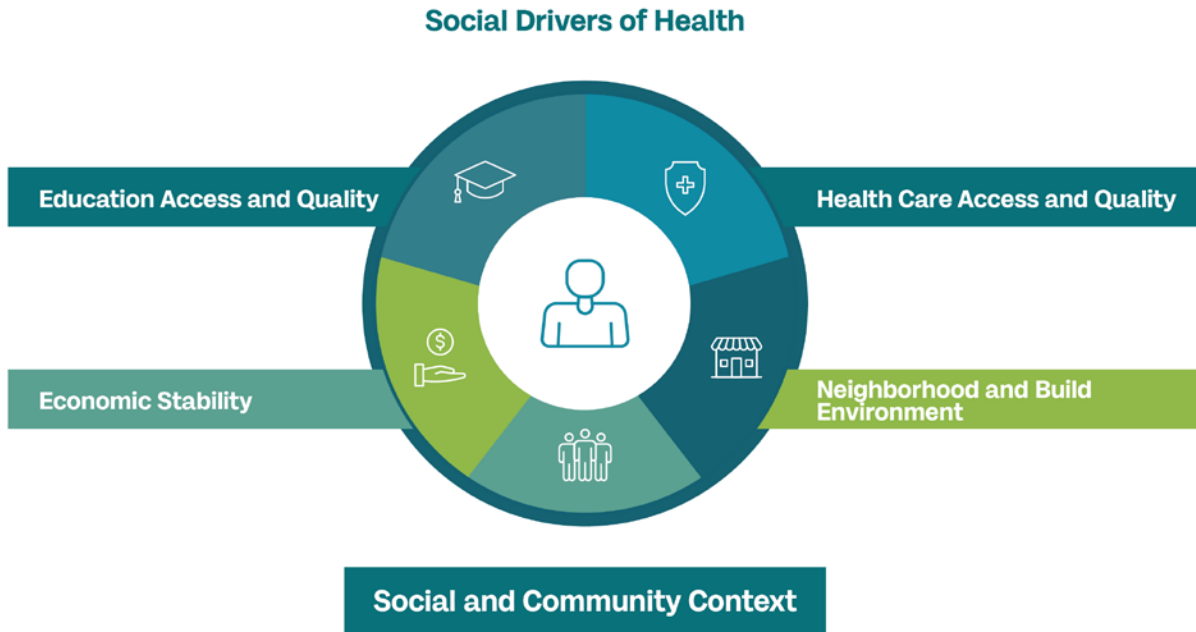 Social Drivers of Health
Education Access and Quality
Health Care Access and Quality
Economic Stability
Neighborhood and Build
Environment
$
Social and Community Context